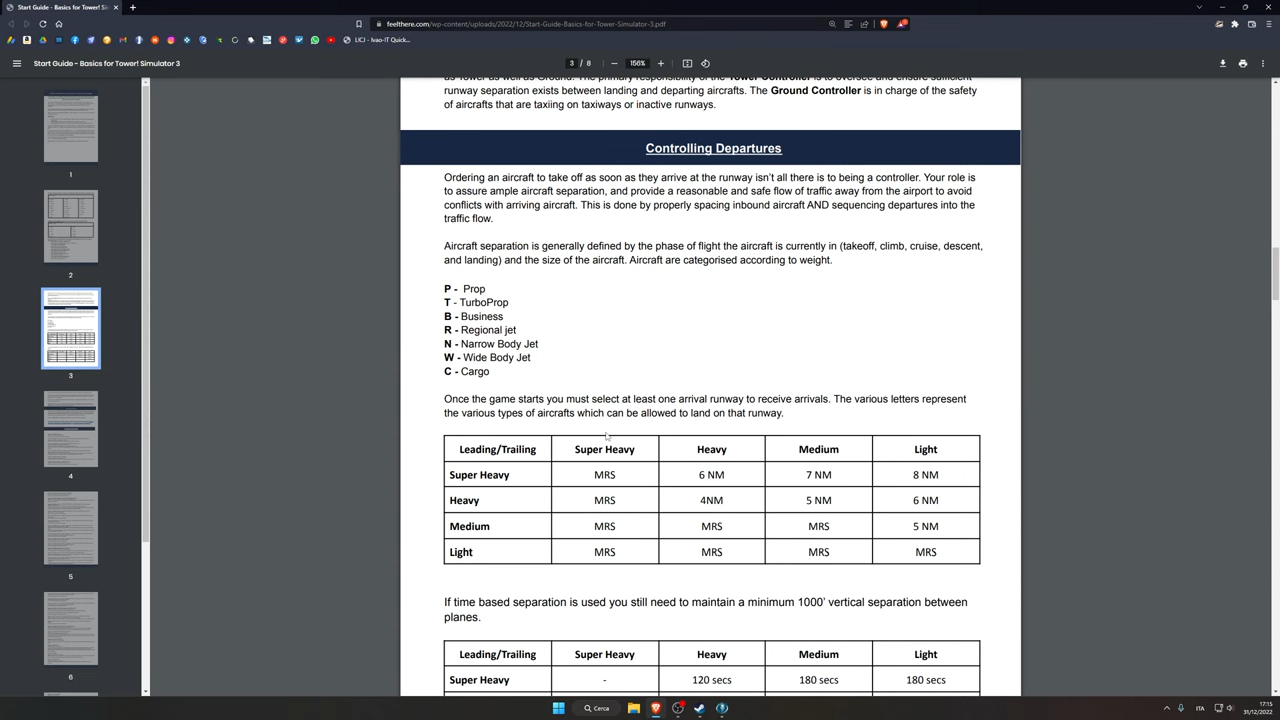 Start Guide - Basics for Tower! Simulator 3
feelthere.com/wp-content/uploads/2022/12/Start-Guide-Basics-for-Tower-Simulator-3.pdf
LICJ - Ivao-IT Quick...
Start Guide - Basics for Tower! Simulator 3
3 / 8
156%
runway separation exists between landing and departing aircrafts. The Ground Controller is in charge of the safety
of aircrafts that are taxiing on taxiways or inactive runways.
Controlling Departures
Ordering an aircraft to take off as soon as they arrive at the runway isn't all there is to being a controller. Your role is
to assure ample aircraft separation, and provide a reasonable and safe flow of traffic away from the airport to avoid
conflicts with arriving aircraft. This is done by properly spacing inbound aircraft AND sequencing departures into the
traffic flow.
Aircraft separation is generally defined by the phase of flight the aircraft is currently in (takeoff, climb, cruise, descent,
and landing) and the size of the aircraft. Aircraft are categorised according to weight.
P - Prop
T - TurboProp
B - Business
R - Regional jet
N - Narrow Body Jet
W - Wide Body Jet
C - Cargo
Once the game starts you must select at least one arrival runway to receive arrivals. The various letters represent
the various types of aircrafts which can be allowed to land on that runway.
Leading/Trailing Super Heavy Heavy Medium Light
Super Heavy MRS 6 NM 7 NM 8 NM
Heavy MRS 4NM 5 NM 6 NM
Medium MRS MRS MRS 5 NM
Light MRS MRS MRS MRS
If time based separation is used you still need to maintain a minimum 1000' vertical separation between
planes.
Leading/Trailing Super Heavy Heavy Medium Light
Super Heavy - 120 secs 180 secs 180 secs
1
2
3
4
5
6
Cerca
ITA
17:15
31/12/2022